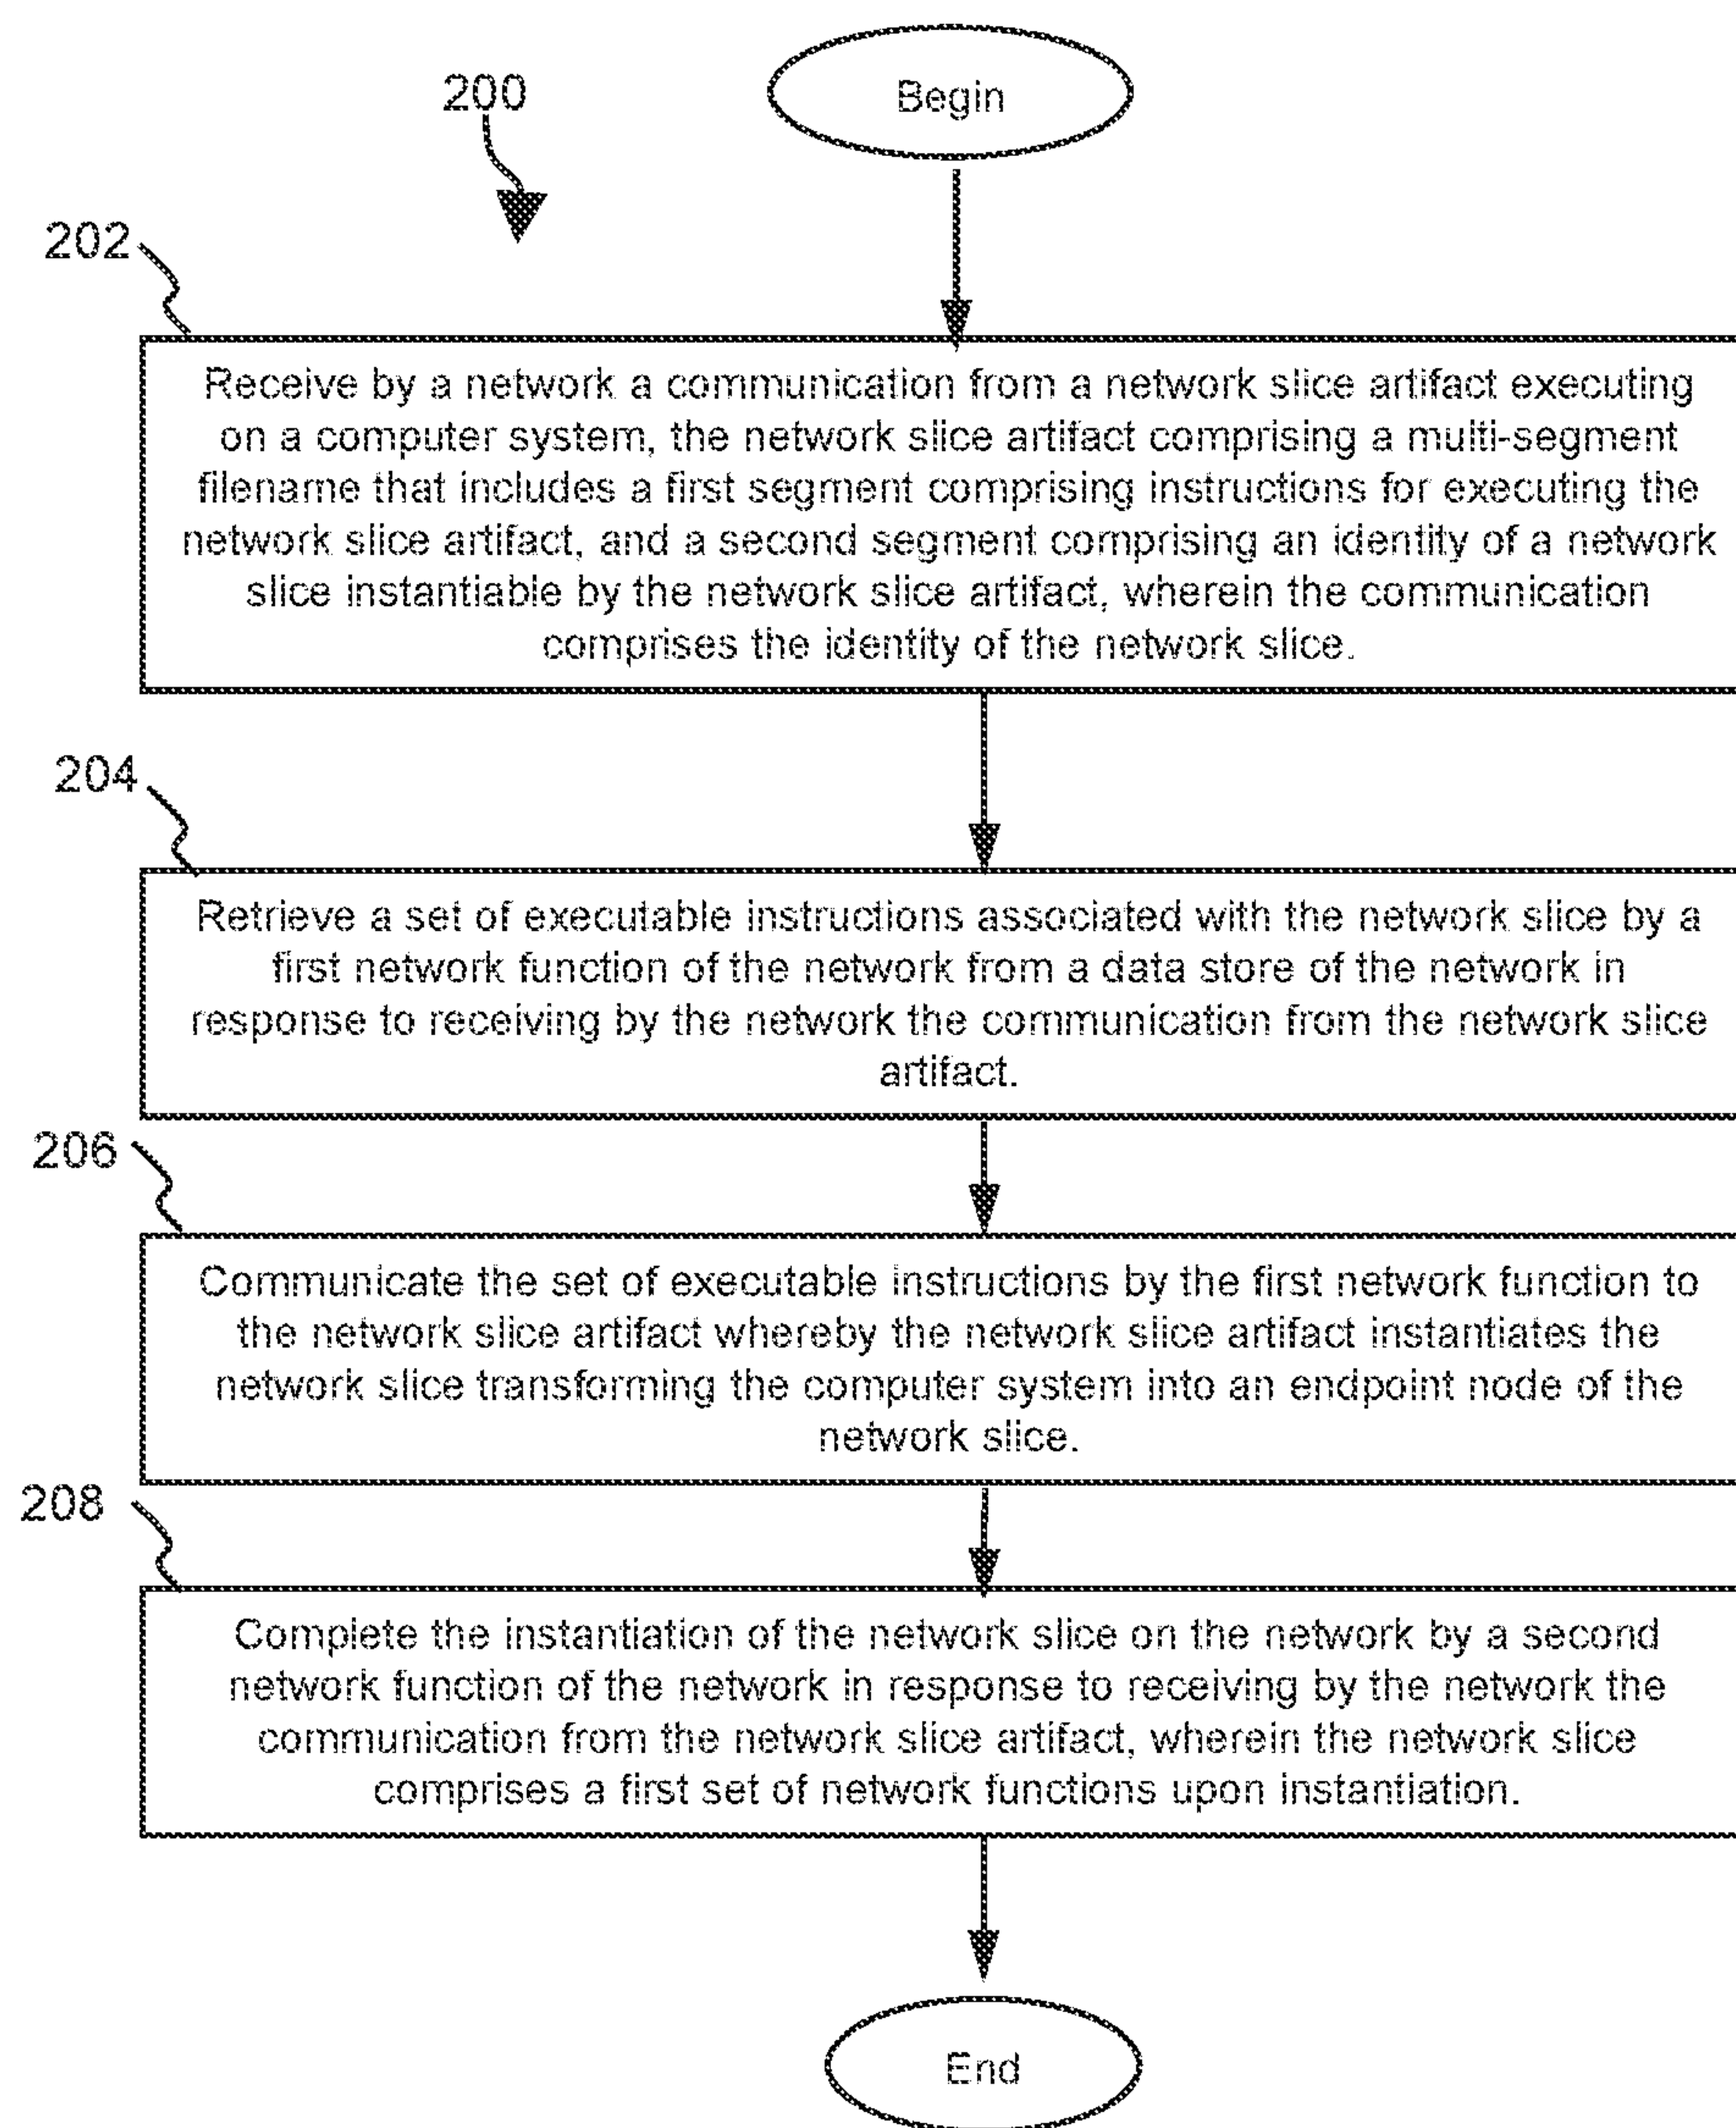 Begin
200
202
Receive by a network a communication from a network slice artifact executing
on a computer system, the network slice artifact comprising a multi-segment
filename that includes a first segment comprising instructions for executing the
network slice artifact, and a second segment comprising an identity of a network
slice instantiable by the network slice artifact, wherein the communication
comprises the identity of the network slice.
204
Retrieve a set of executable instructions associated with the network slice by a
first network function of the network from a data store of the network in
response to receiving by the network the communication from the network slice
artifact.
206
Communicate the set of executable instructions by the first network function to
the network slice artifact whereby the network slice artifact instantiates the
network slice transforming the computer system into an endpoint node of the
network slice.
208
Complete the instantiation of the network slice on the network by a second
network function of the network in response to receiving by the network the
communication from the network slice artifact, wherein the network slice
comprises a first set of network functions upon instantiation.
End